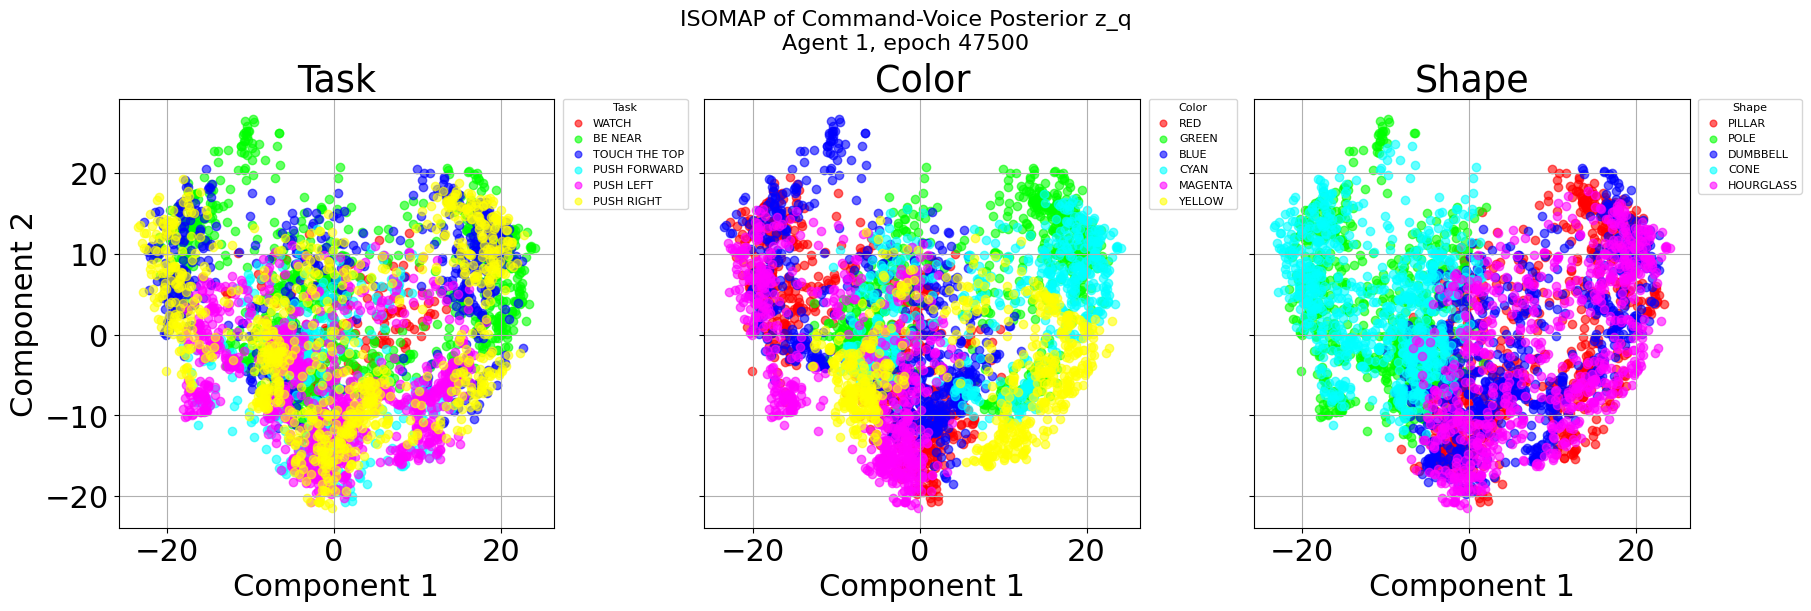 ISOMAP of Command-Voice Posterior z_q
Agent 1, epoch 47500
Task
Color
Shape
Component 2
20
10
0
−10
−20
−20
0
20
−20
0
20
−20
0
20
Component 1
Component 1
Component 1
Task
WATCH
BE NEAR
TOUCH THE TOP
PUSH FORWARD
PUSH LEFT
PUSH RIGHT
Color
RED
GREEN
BLUE
CYAN
MAGENTA
YELLOW
Shape
PILLAR
POLE
DUMBBELL
CONE
HOURGLASS